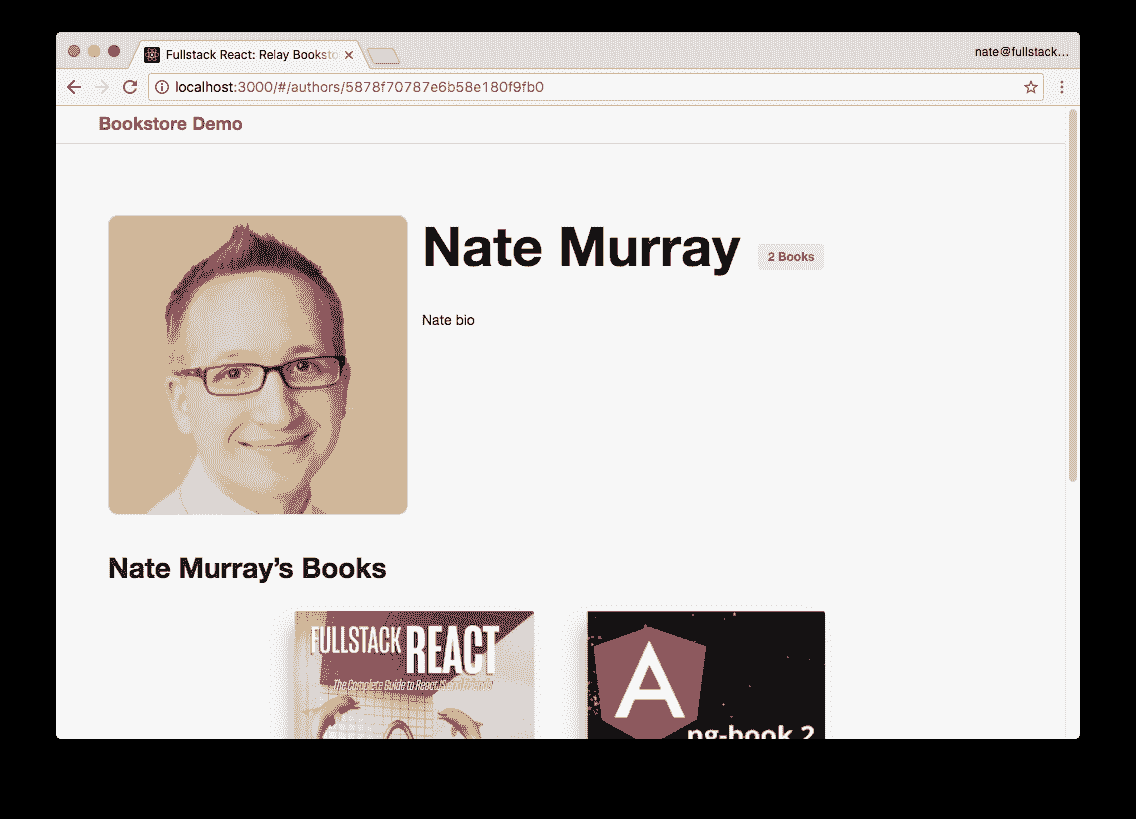 Fullstack React: Relay Booksto
nate@fullstack...
localhost:3000/#/authors/5878f70787e6b58e180f9fb0
Bookstore Demo
Nate Murray
2 Books
Nate bio
Nate Murray’s Books
FULLSTACK REACT
The Complete Guide to React
A
ng-book 2